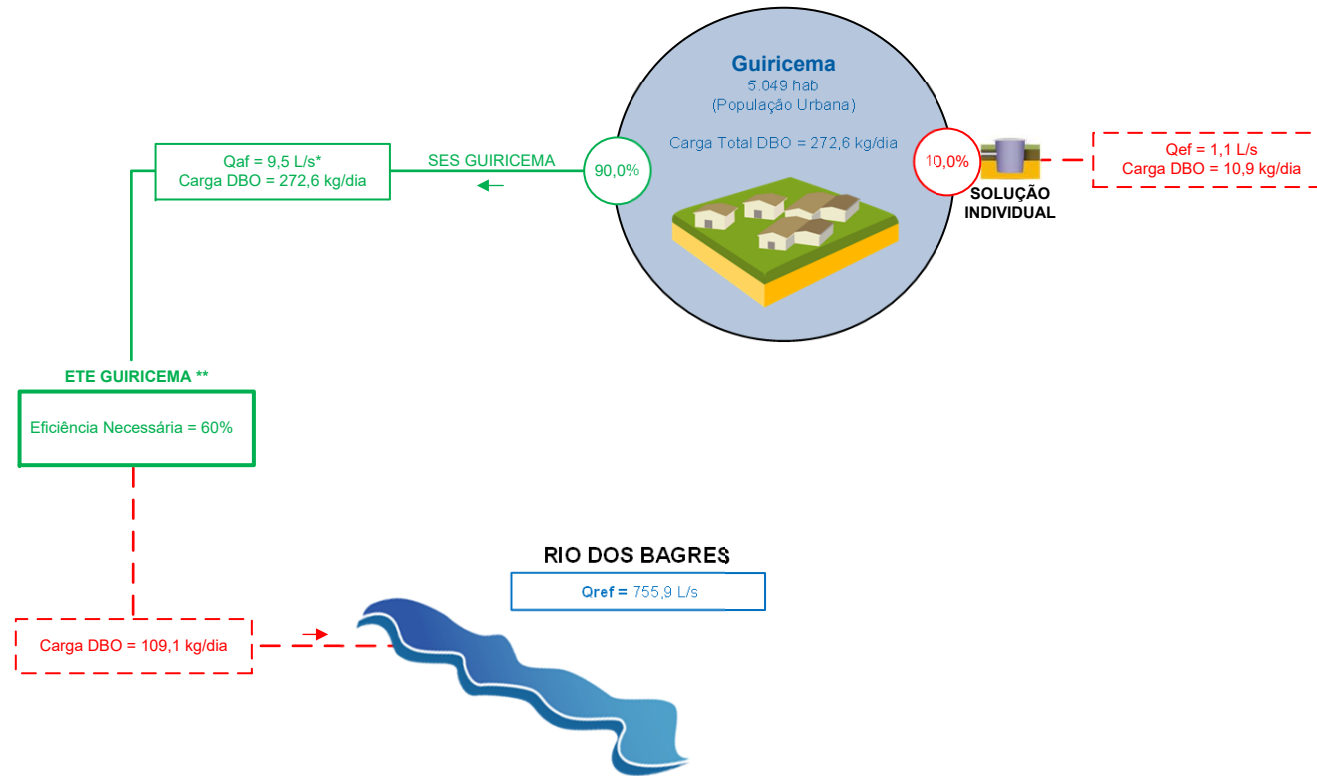 Guiricema
5.049 hab
(População Urbana)
Carga Total DBO = 272,6 kg/dia
Qaf = 9,5 L/s*
Carga DBO = 272,6 kg/dia
SES GUIRICEMA
90,0%
10,0%
SOLUÇÃO
INDIVIDUAL
Qef = 1,1 L/s
Carga DBO = 10,9 kg/dia
ETE GUIRICEMA **
Eficiência Necessária = 60%
RIO DOS BAGRES
Qref = 755,9 L/s
Carga DBO = 109,1 kg/dia